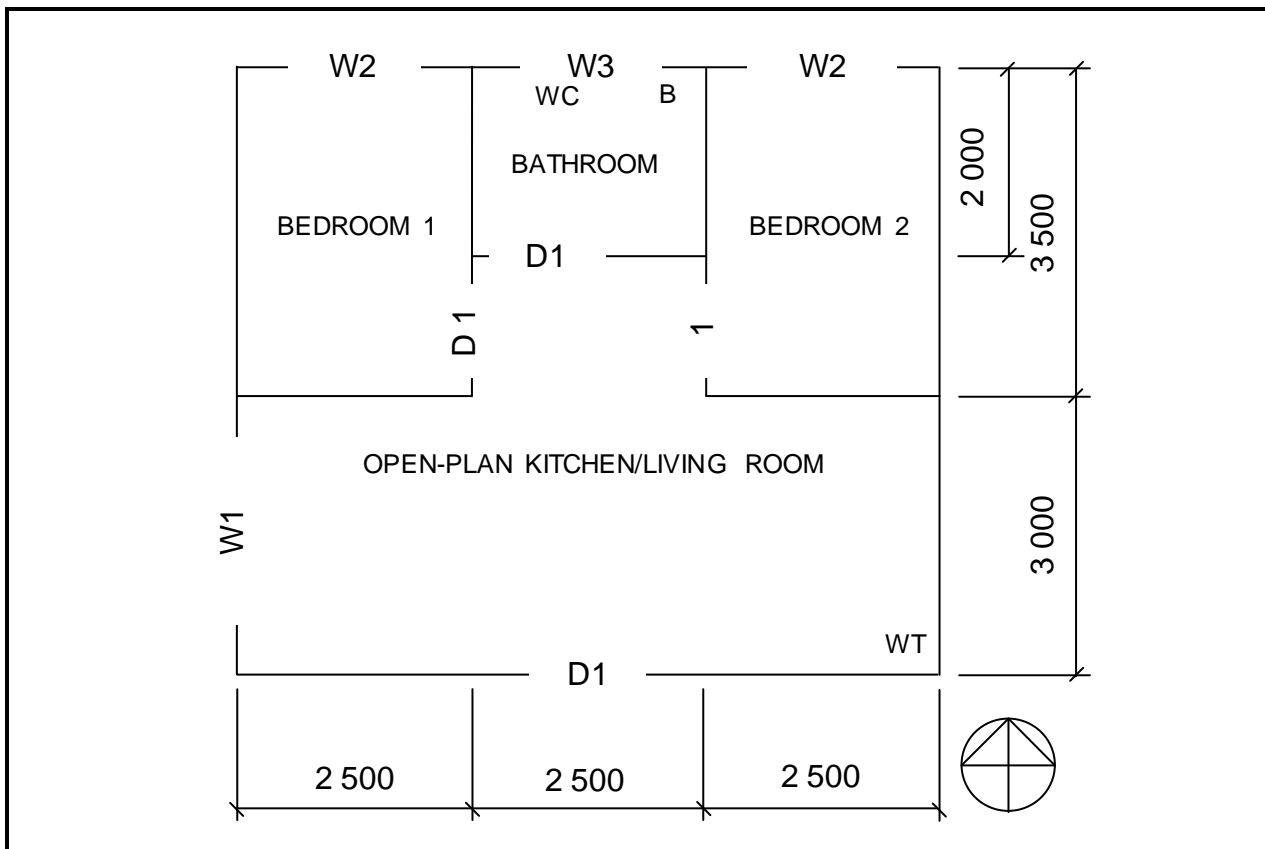 W2 W3 W2
WC B
BATHROOM
2 000
BEDROOM 1 BEDROOM 2
3 500
D1
D 1 1
OPEN-PLAN KITCHEN/LIVING ROOM
W1
3 000
WT
D1
2 500 2 500 2 500